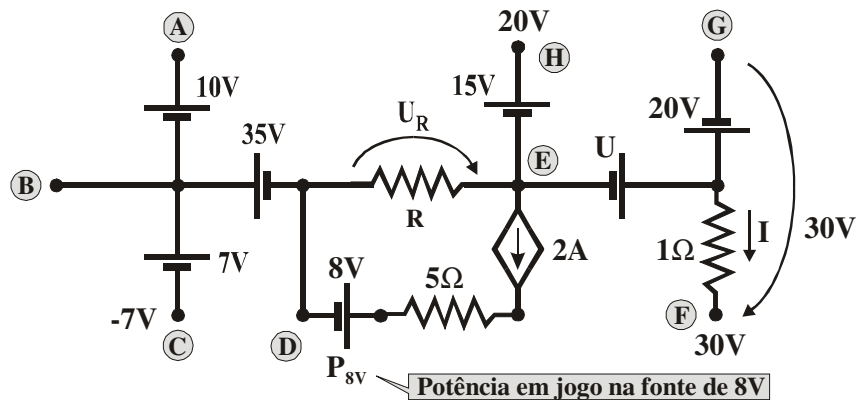 A
20V
G
H
10V
15V
20V
35V
U_R
E
U
B
R
2A
1Ω
I
30V
7V
8V
5Ω
-7V
C
D
F
30V
P_8V
Potência em jogo na fonte de 8V